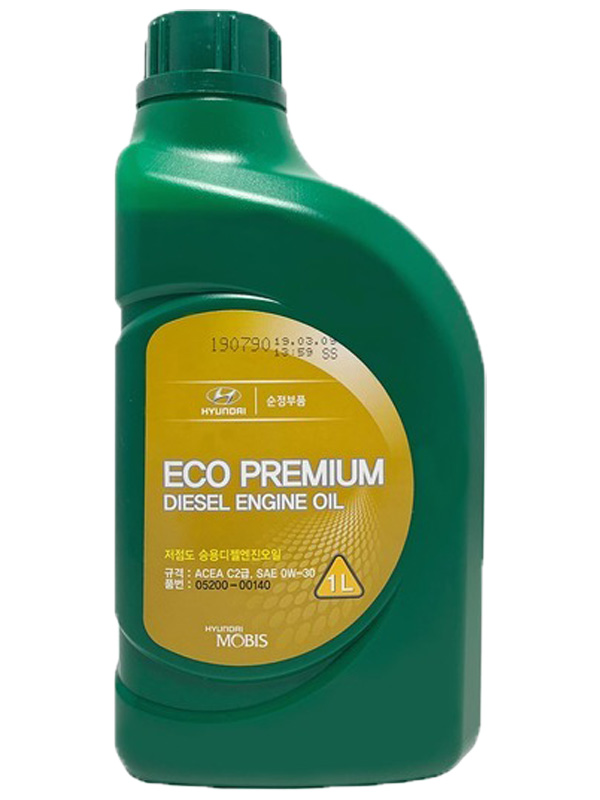 190790 19.03.09
13:59 SS
HYUNDAI 순정부품
ECO PREMIUM
DIESEL ENGINE OIL
저점도 승용디젤엔진오일
규격 : ACEA C2급, SAE 0W-30
품번 : 05200-00140
1L
HYUNDAI
MOBIS